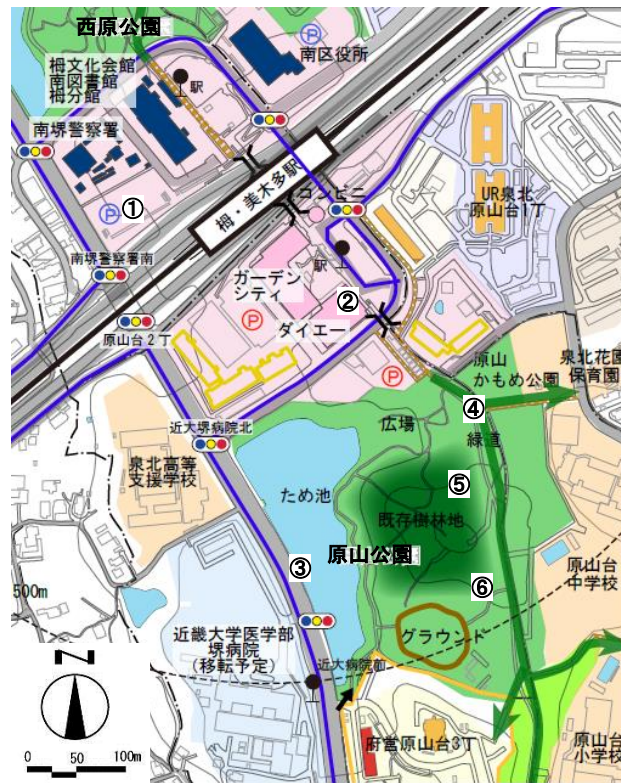 西原公園
南区役所
P
栂文化会館
南図書館
栂分館
駅
南堺警察署
①
P
栂・美木多駅
コンビニ
UR泉北
原山台1丁
南堺警察署南
ガーデン
シティ
駅
②
原山台2丁
P
ダイエー
P
原山
かもめ公園
泉北花園
保育園
④
近大堺病院北
広場
緑道
泉北高等
支援学校
ため池
⑤
既存樹林地
③
原山公園
⑥
原山台
中学校
500m
近畿大学医学部
堺病院
(移転予定)
グラウンド
近大病院前
N
0 50 100m
府営原山台3丁
原山台
小学校